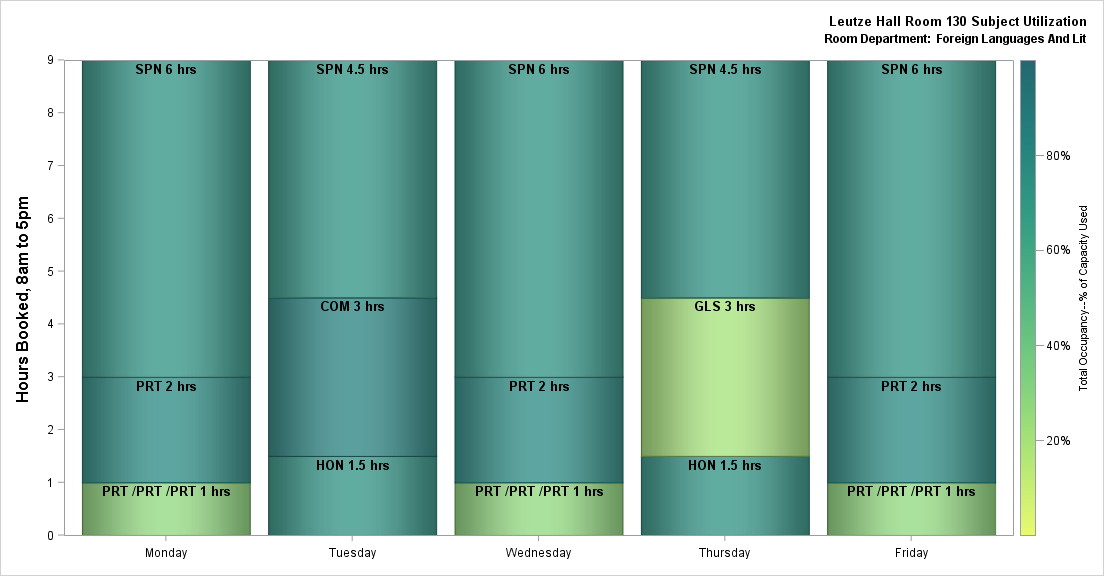 Leutze Hall Room 130 Subject Utilization
Room Department: Foreign Languages And Lit
Hours Booked, 8am to 5pm
9
8
7
6
5
4
3
2
1
0
SPN 6 hrs
PRT 2 hrs
PRT /PRT /PRT 1 hrs
Monday
SPN 4.5 hrs
COM 3 hrs
HON 1.5 hrs
Tuesday
SPN 6 hrs
PRT 2 hrs
PRT /PRT /PRT 1 hrs
Wednesday
SPN 4.5 hrs
GLS 3 hrs
HON 1.5 hrs
Thursday
SPN 6 hrs
PRT 2 hrs
PRT /PRT /PRT 1 hrs
Friday
80%
60%
40%
20%
Total Occupancy--% of Capacity Used